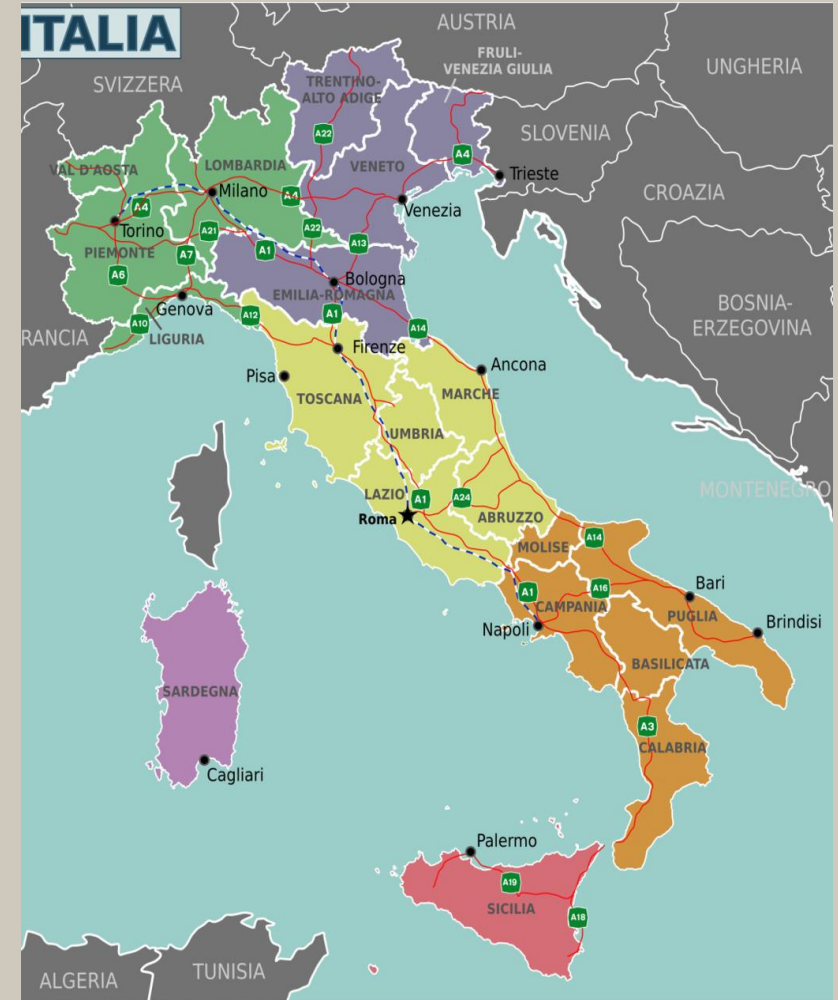 ITALIA
AUSTRIA
FRULI-
VENEZIA GIULIA
UNGHERIA
SVIZZERA
TRENTINO-
ALTO ADIGE
A22
SLOVENIA
A4
VAL D'AOSTA
LOMBARDIA
VENETO
Trieste
Milano
CROAZIA
A4
A4
Venezia
Torino
A21
A22
A13
PIEMONTE
A7
A1
A6
Bologna
EMILIA-ROMAGNA
BOSNIA-
ERZEGOVINA
Genova
A12
A1
A10
A14
RANCIA
LIGURIA
Firenze
Ancona
Pisa
TOSCANA
MARCHE
UMBRIA
MONTENEGRO
LAZIO
A1
A24
Roma
ABRUZZO
A14
MOLISE
Bari
A1
A16
CAMPANIA
PUGLIA
Brindisi
Napoli
BASILICATA
SARDEGNA
A3
CALABRIA
Cagliari
Palermo
A19
SICILIA
A18
ALGERIA
TUNISIA